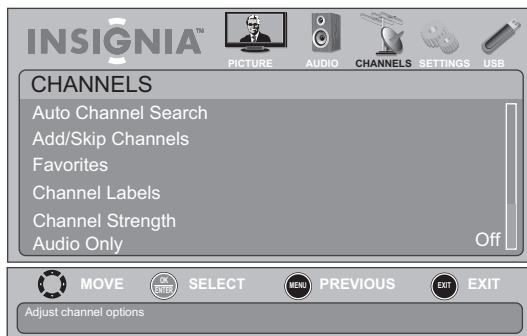 INSIGNIA™
PICTURE AUDIO CHANNELS SETTINGS USB
CHANNELS
Auto Channel Search
Add/Skip Channels
Favorites
Channel Labels
Channel Strength
Audio Only Off
MOVE OK ENTER SELECT MENU PREVIOUS EXIT EXIT
Adjust channel options